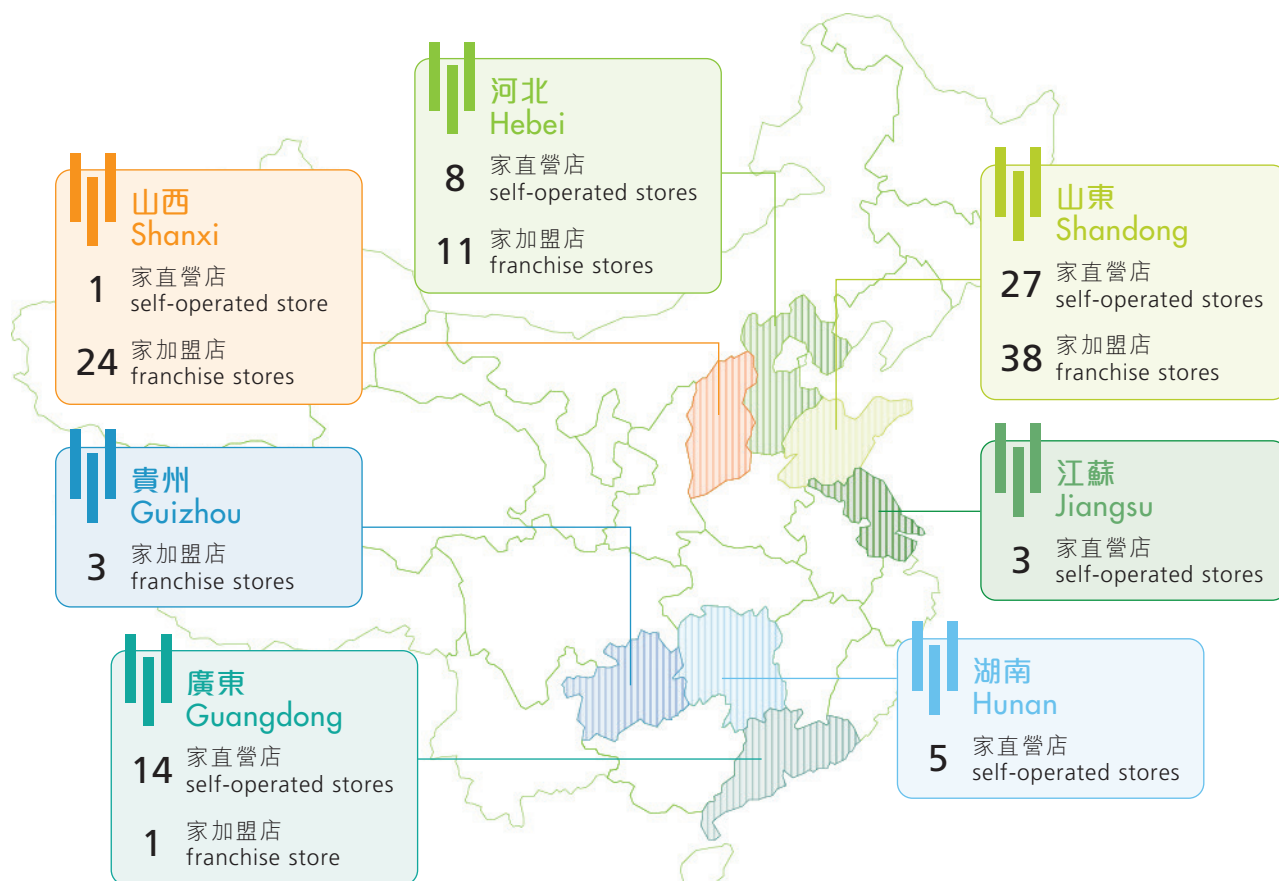 河北
Hebei
8 家直營店
self-operated stores
11 家加盟店
franchise stores
山西
Shanxi
1 家直營店
self-operated store
24 家加盟店
franchise stores
山東
Shandong
27 家直營店
self-operated stores
38 家加盟店
franchise stores
貴州
Guizhou
3 家加盟店
franchise stores
江蘇
Jiangsu
3 家直營店
self-operated stores
廣東
Guangdong
14 家直營店
self-operated stores
1 家加盟店
franchise store
湖南
Hunan
5 家直營店
self-operated stores